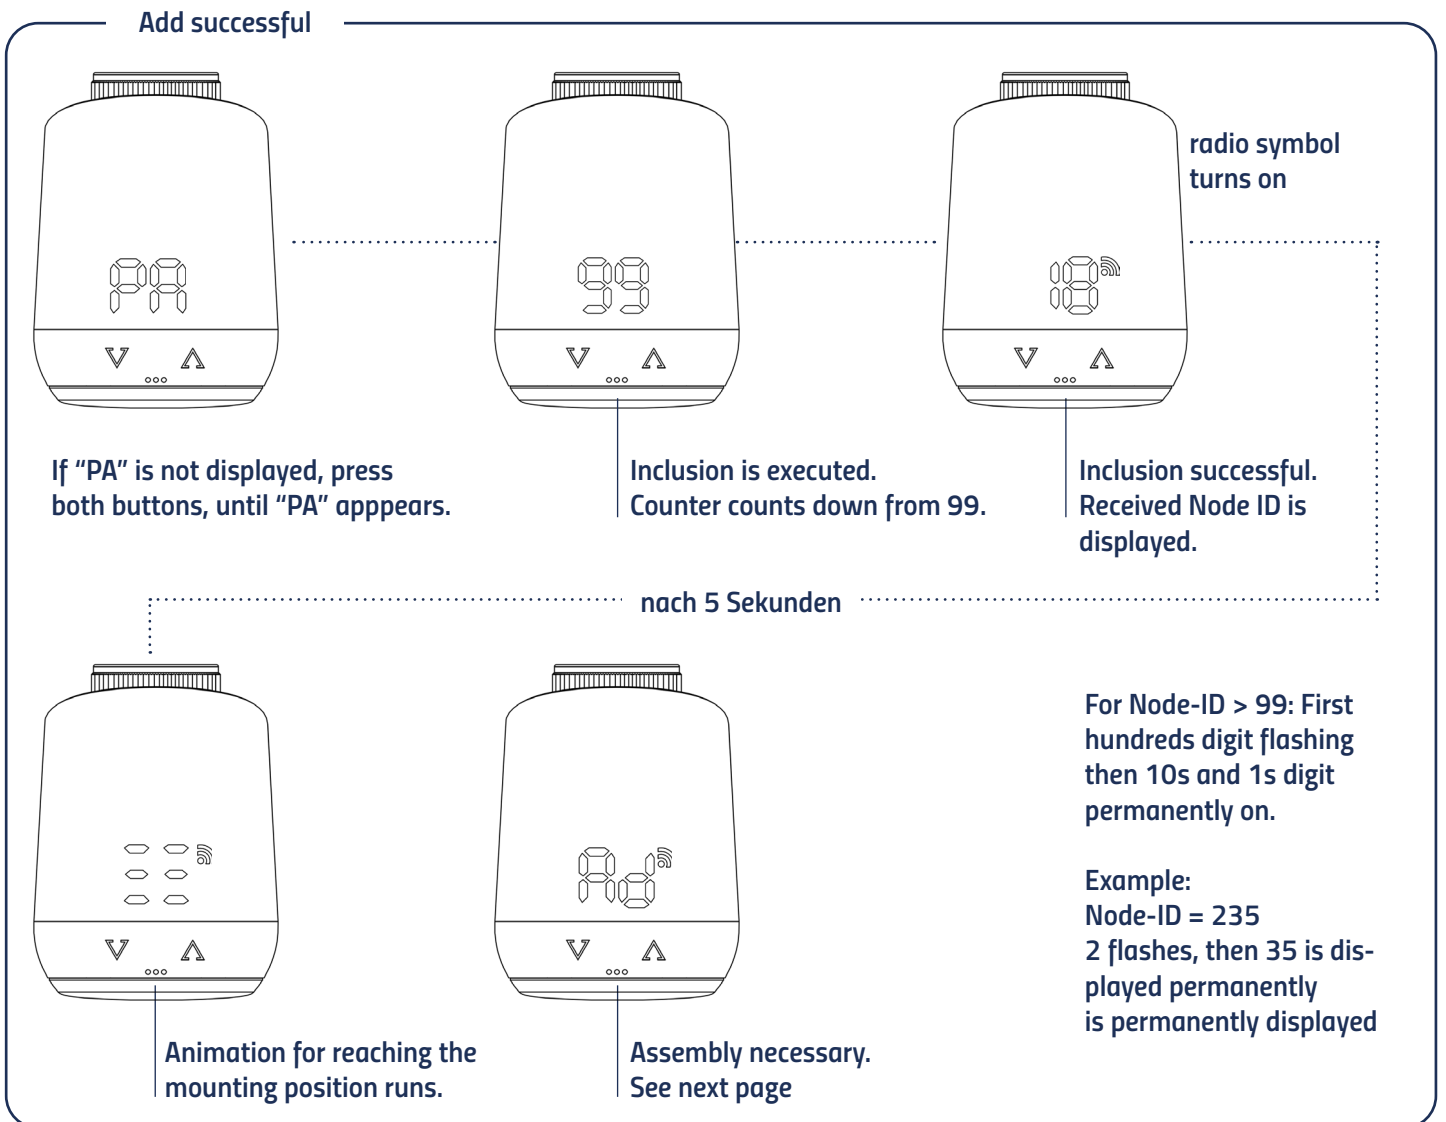 Add successful
radio symbol
turns on
PA
99
18
If “PA” is not displayed, press
both buttons, until “PA” apppears.
Inclusion is executed.
Counter counts down from 99.
Inclusion successful.
Received Node ID is
displayed.
nach 5 Sekunden
For Node-ID > 99: First
hundreds digit flashing
then 10s and 1s digit
permanently on.
Example:
Node-ID = 235
2 flashes, then 35 is dis-
played permanently
is permanently displayed
Ad
Animation for reaching the
mounting position runs.
Assembly necessary.
See next page